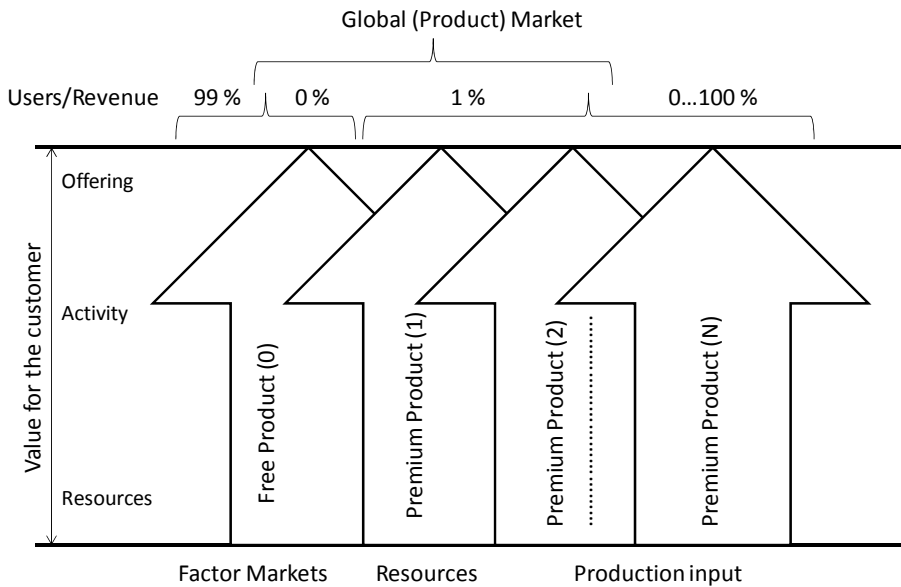 Global (Product) Market
Users/Revenue 99 % 0 % 1 % 0...100 %
Offering
Value for the customer
Activity
Resources
Free Product (0)
Premium Product (1)
Premium Product (2)
Premium Product (N)
Factor Markets Resources Production input